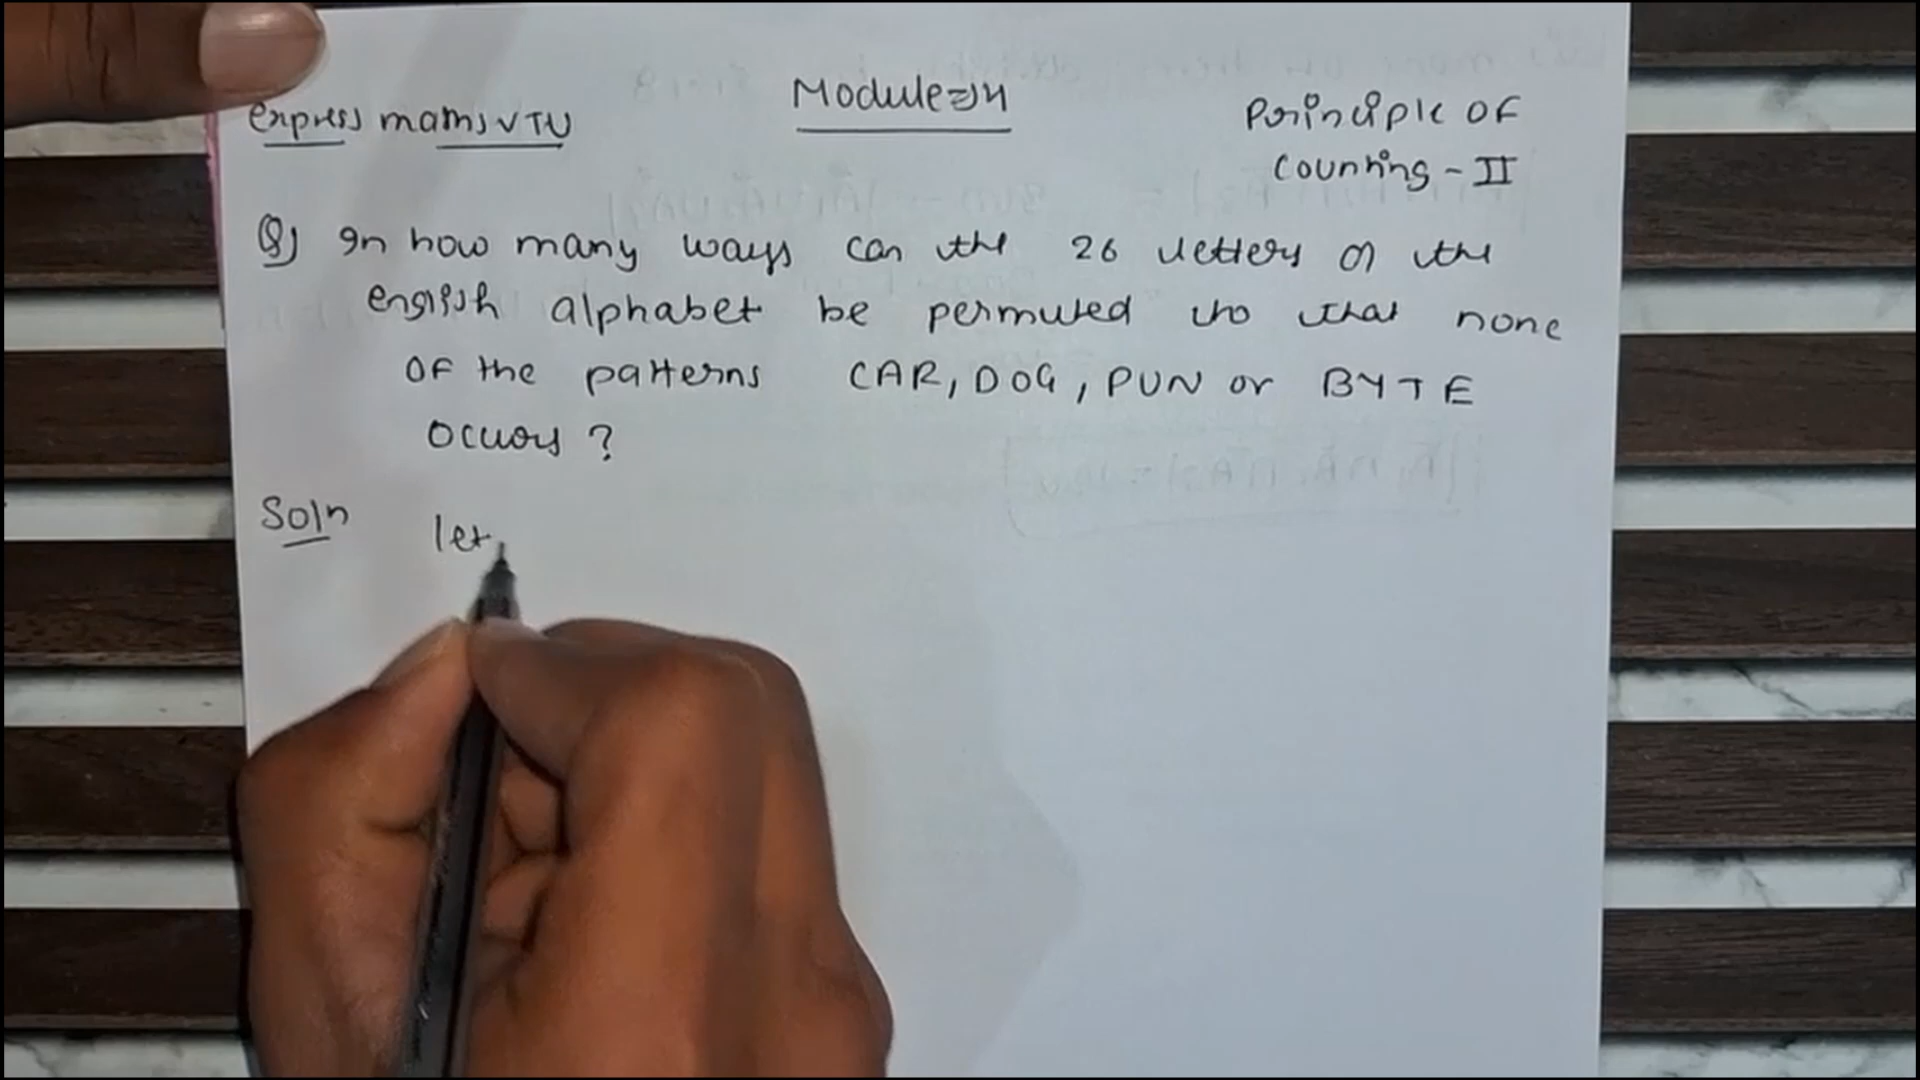 express maths VTU
Module⇒4
Principle OF
Counting - II
Q) In how many ways can the 26 letters of the
english alphabet be permuted so that none
OF the patterns CAR, DOG, PUN or BYTE
Occurs ?
Soln let